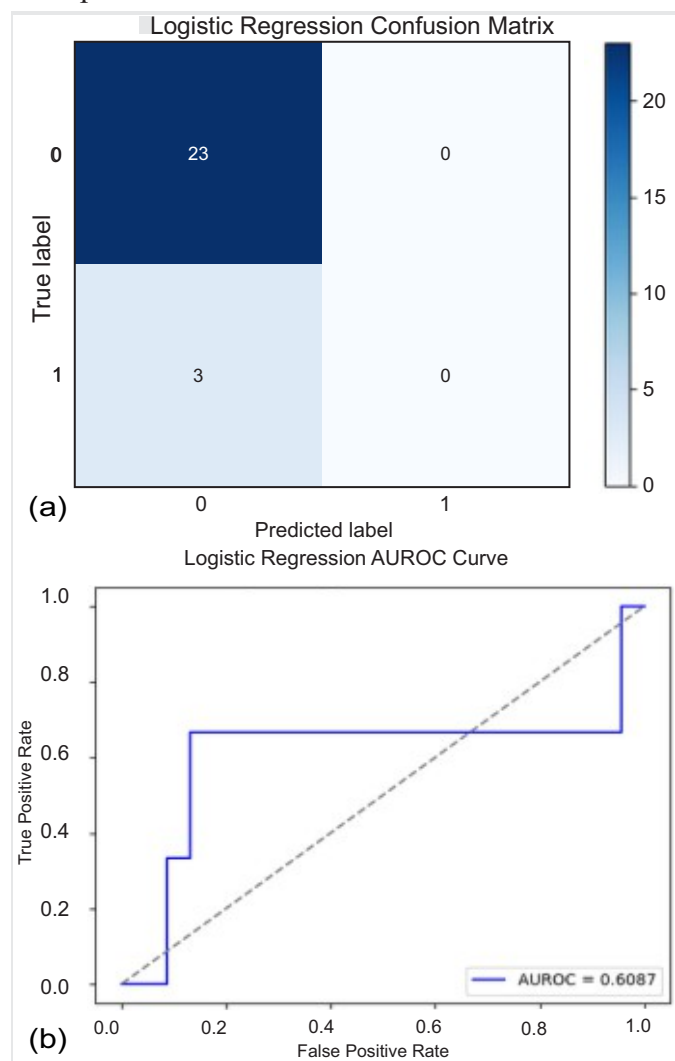 Logistic Regression Confusion Matrix
True label
0
23
0
1
3
0
0
1
Predicted label
20
15
10
5
0
(a)
Logistic Regression AUROC Curve
True Positive Rate
1.0
0.8
0.6
0.4
0.2
0.0
0.0 0.2 0.4 0.6 0.8 1.0
False Positive Rate
AUROC = 0.6087
(b)